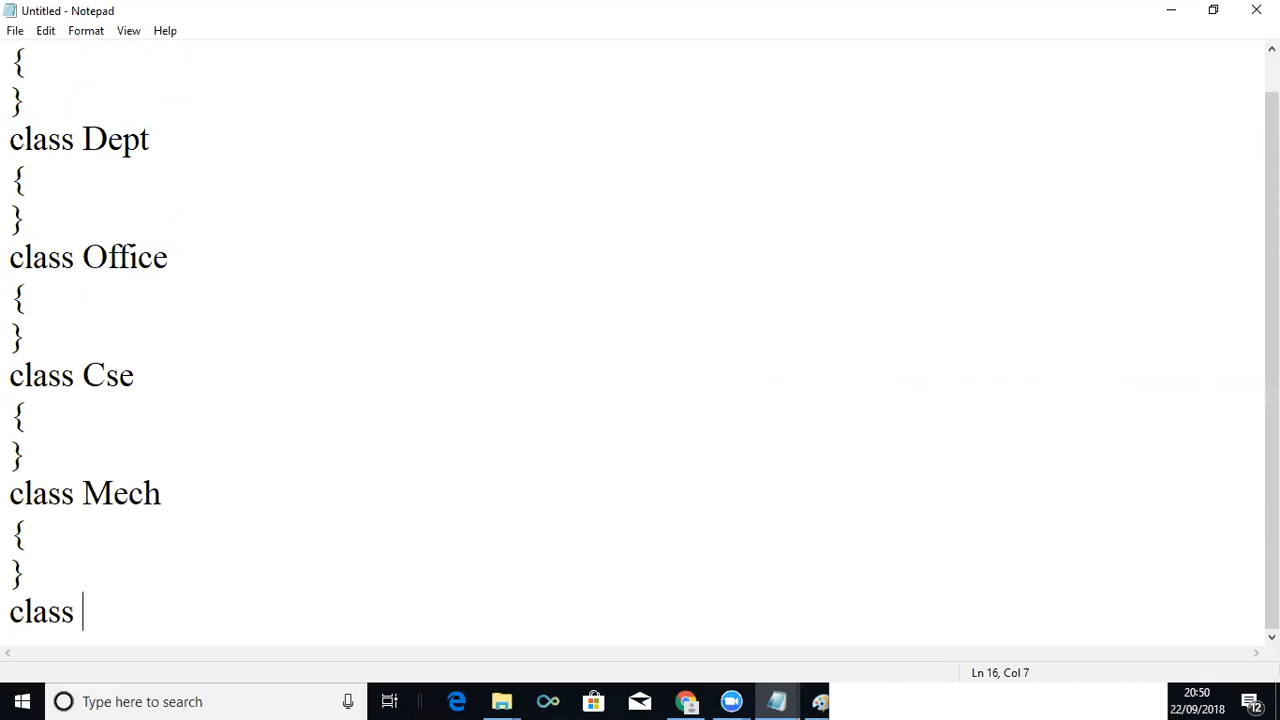 Untitled - Notepad
File Edit Format View Help
{
}
class Dept
{
}
class Office
{
}
class Cse
{
}
class Mech
{
}
class
Ln 16, Col 7
Type here to search
20:50
22/09/2018
12